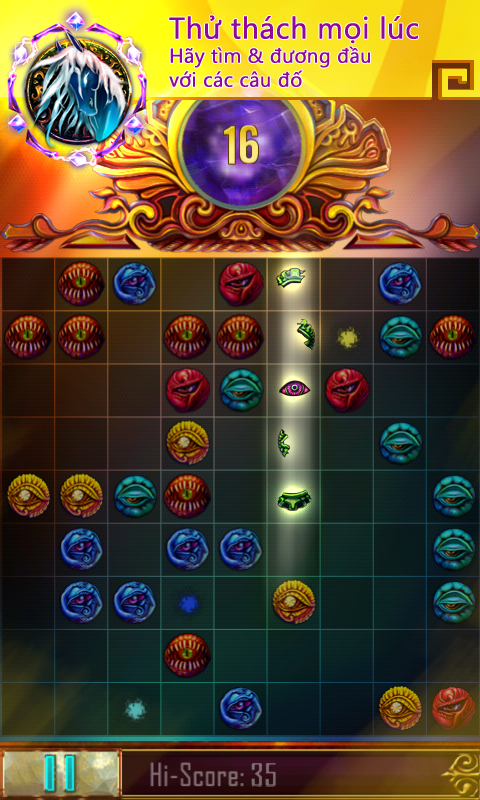 Thử thách mọi lúc
Hãy tìm & đương đầu
với các câu đố
16
Hi-Score: 35